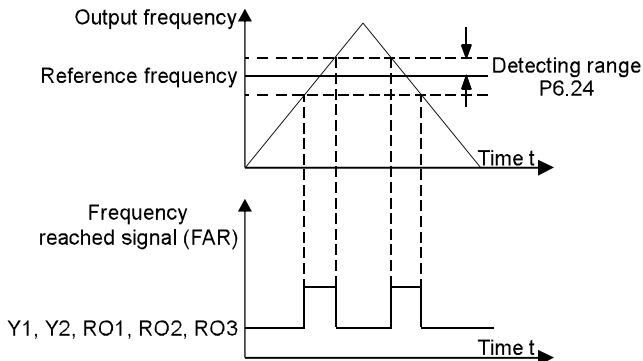 Output frequency
Reference frequency
Detecting range
P6.24
Time t
Frequency
reached signal (FAR)
Y1, Y2, RO1, RO2, RO3
Time t